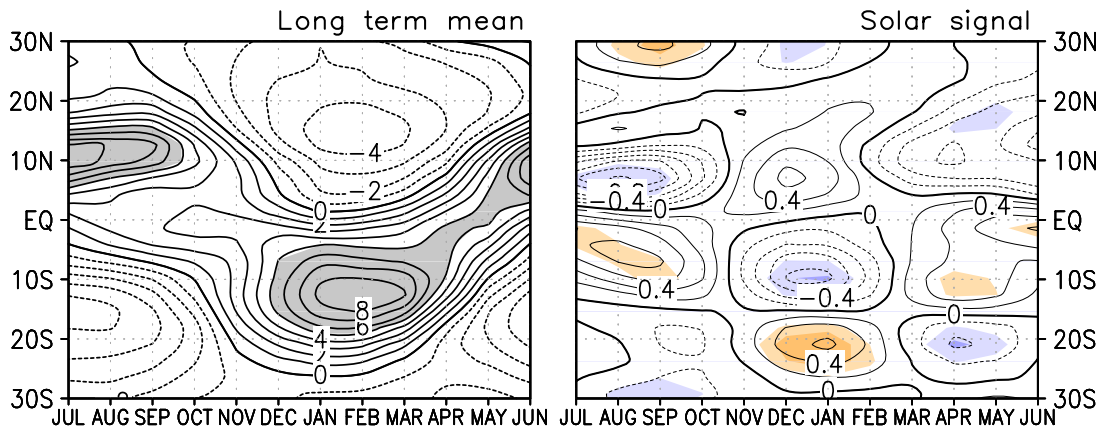 Long term mean
Solar signal
30N
20N
10N
EQ
10S
20S
30S
−4
−2
0
2
8
6
4
2
0
JUL AUG SEP OCT NOV DEC JAN FEB MAR APR MAY JUN
−0.4
0
0.4
0
0.4
0.4
−0.4
0
0.4
0
30N
20N
10N
EQ
10S
20S
30S
JUL AUG SEP OCT NOV DEC JAN FEB MAR APR MAY JUN